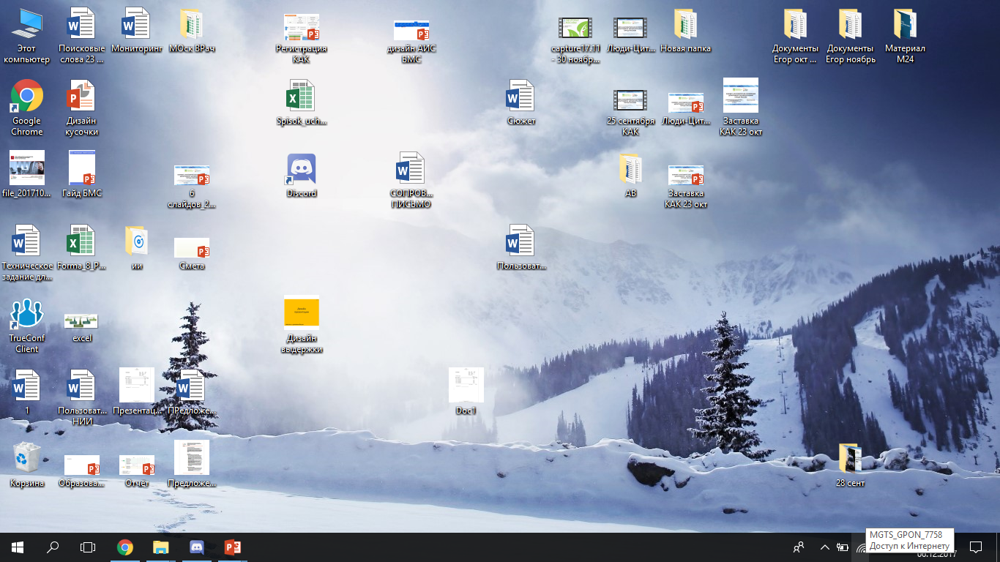 Этот
компьютер
Поисковые
слова 23 ...
Мониторинг
МОск ВРач
Регистрация
КАК
дизайн АИС
БМС
capture17.11
- 30 ноябр...
Люди-Цит...
Новая папка
Документы
Егор окт ...
Документы
Егор ноябрь
Материал
М24
Google
Chrome
Дизайн
кусочки
Spisok_uch...
Сюжет
25 сентября
КАК
Люди-Цит...
Заставка
КАК 23 окт
file_201710...
Гайд БМС
6
слайдов_2...
Discord
СОПРОВ...
ПИСЬМО
АВ
Заставка
КАК 23 окт
Техническое
задание дл...
Forma_8_P...
ии
Смета
Пользоват...
TrueConf
Client
excel
Дизайн
выдержки
1
Пользоват...
НИИ
Презентац...
ПРедложе...
Doc1
Корзина
Образова...
Отчёт
Предложе...
28 сент
MGTS_GPON_7758
Доступ к Интернету
06.12.2017